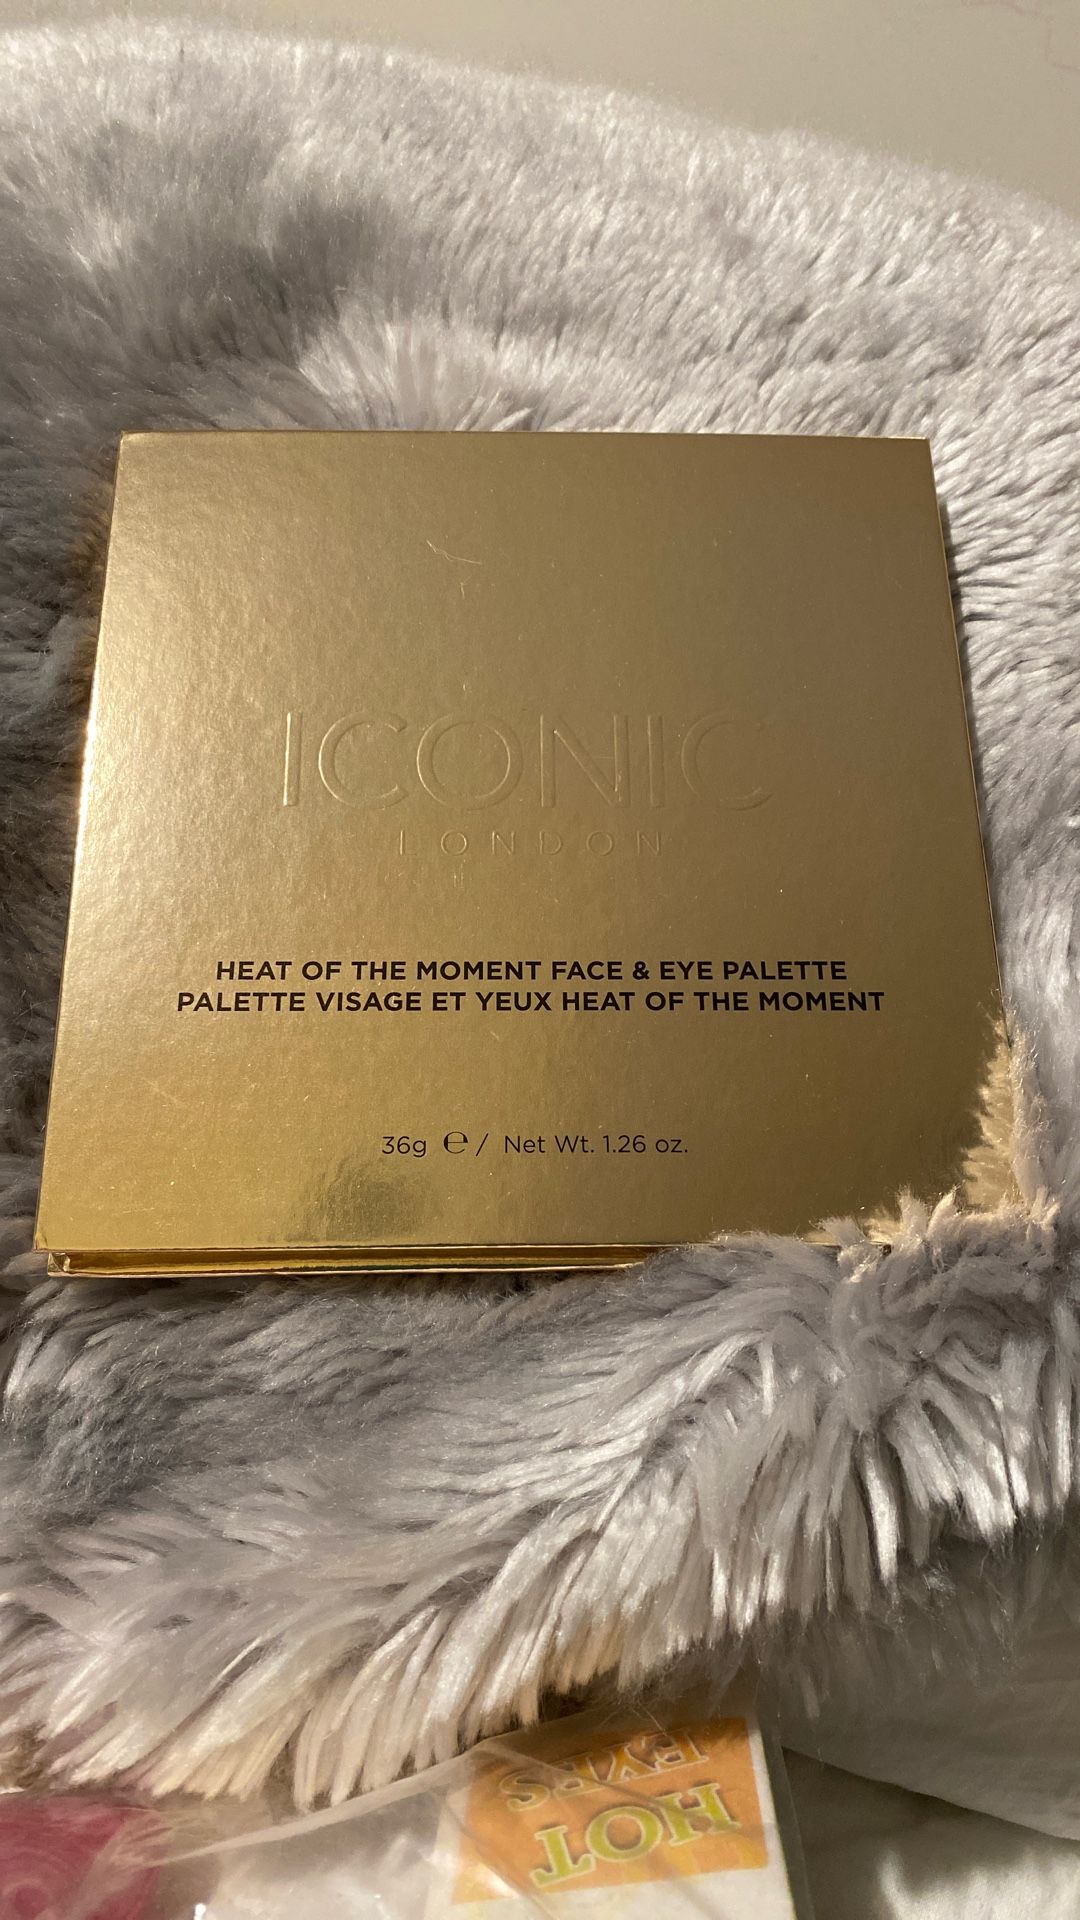 ICONIC
LONDON
HEAT OF THE MOMENT FACE & EYE PALETTE
PALETTE VISAGE ET YEUX HEAT OF THE MOMENT
36g ℮ / Net Wt. 1.26 oz.
HOT
EYES